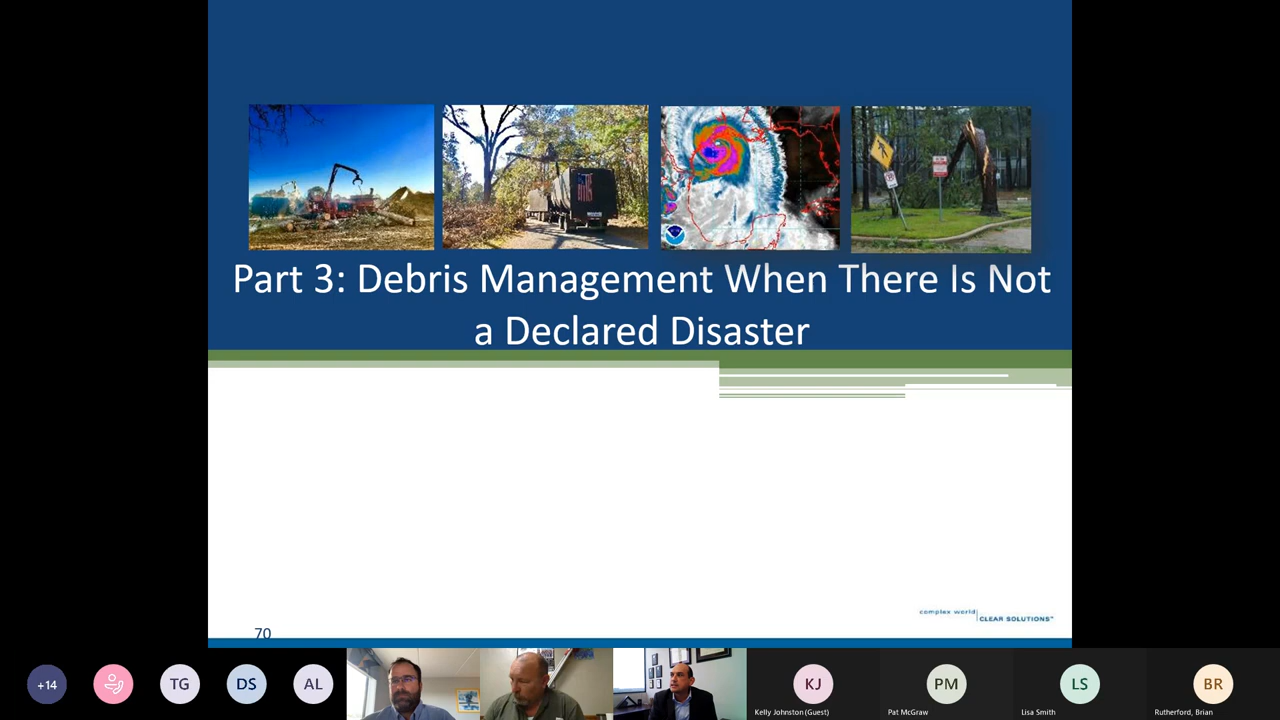 Part 3: Debris Management When There Is Not
a Declared Disaster
complex world
CLEAR SOLUTIONS™
70
+14
TG
DS
AL
KJ
Kelly Johnston (Guest)
PM
Pat McGraw
LS
Lisa Smith
BR
Rutherford, Brian